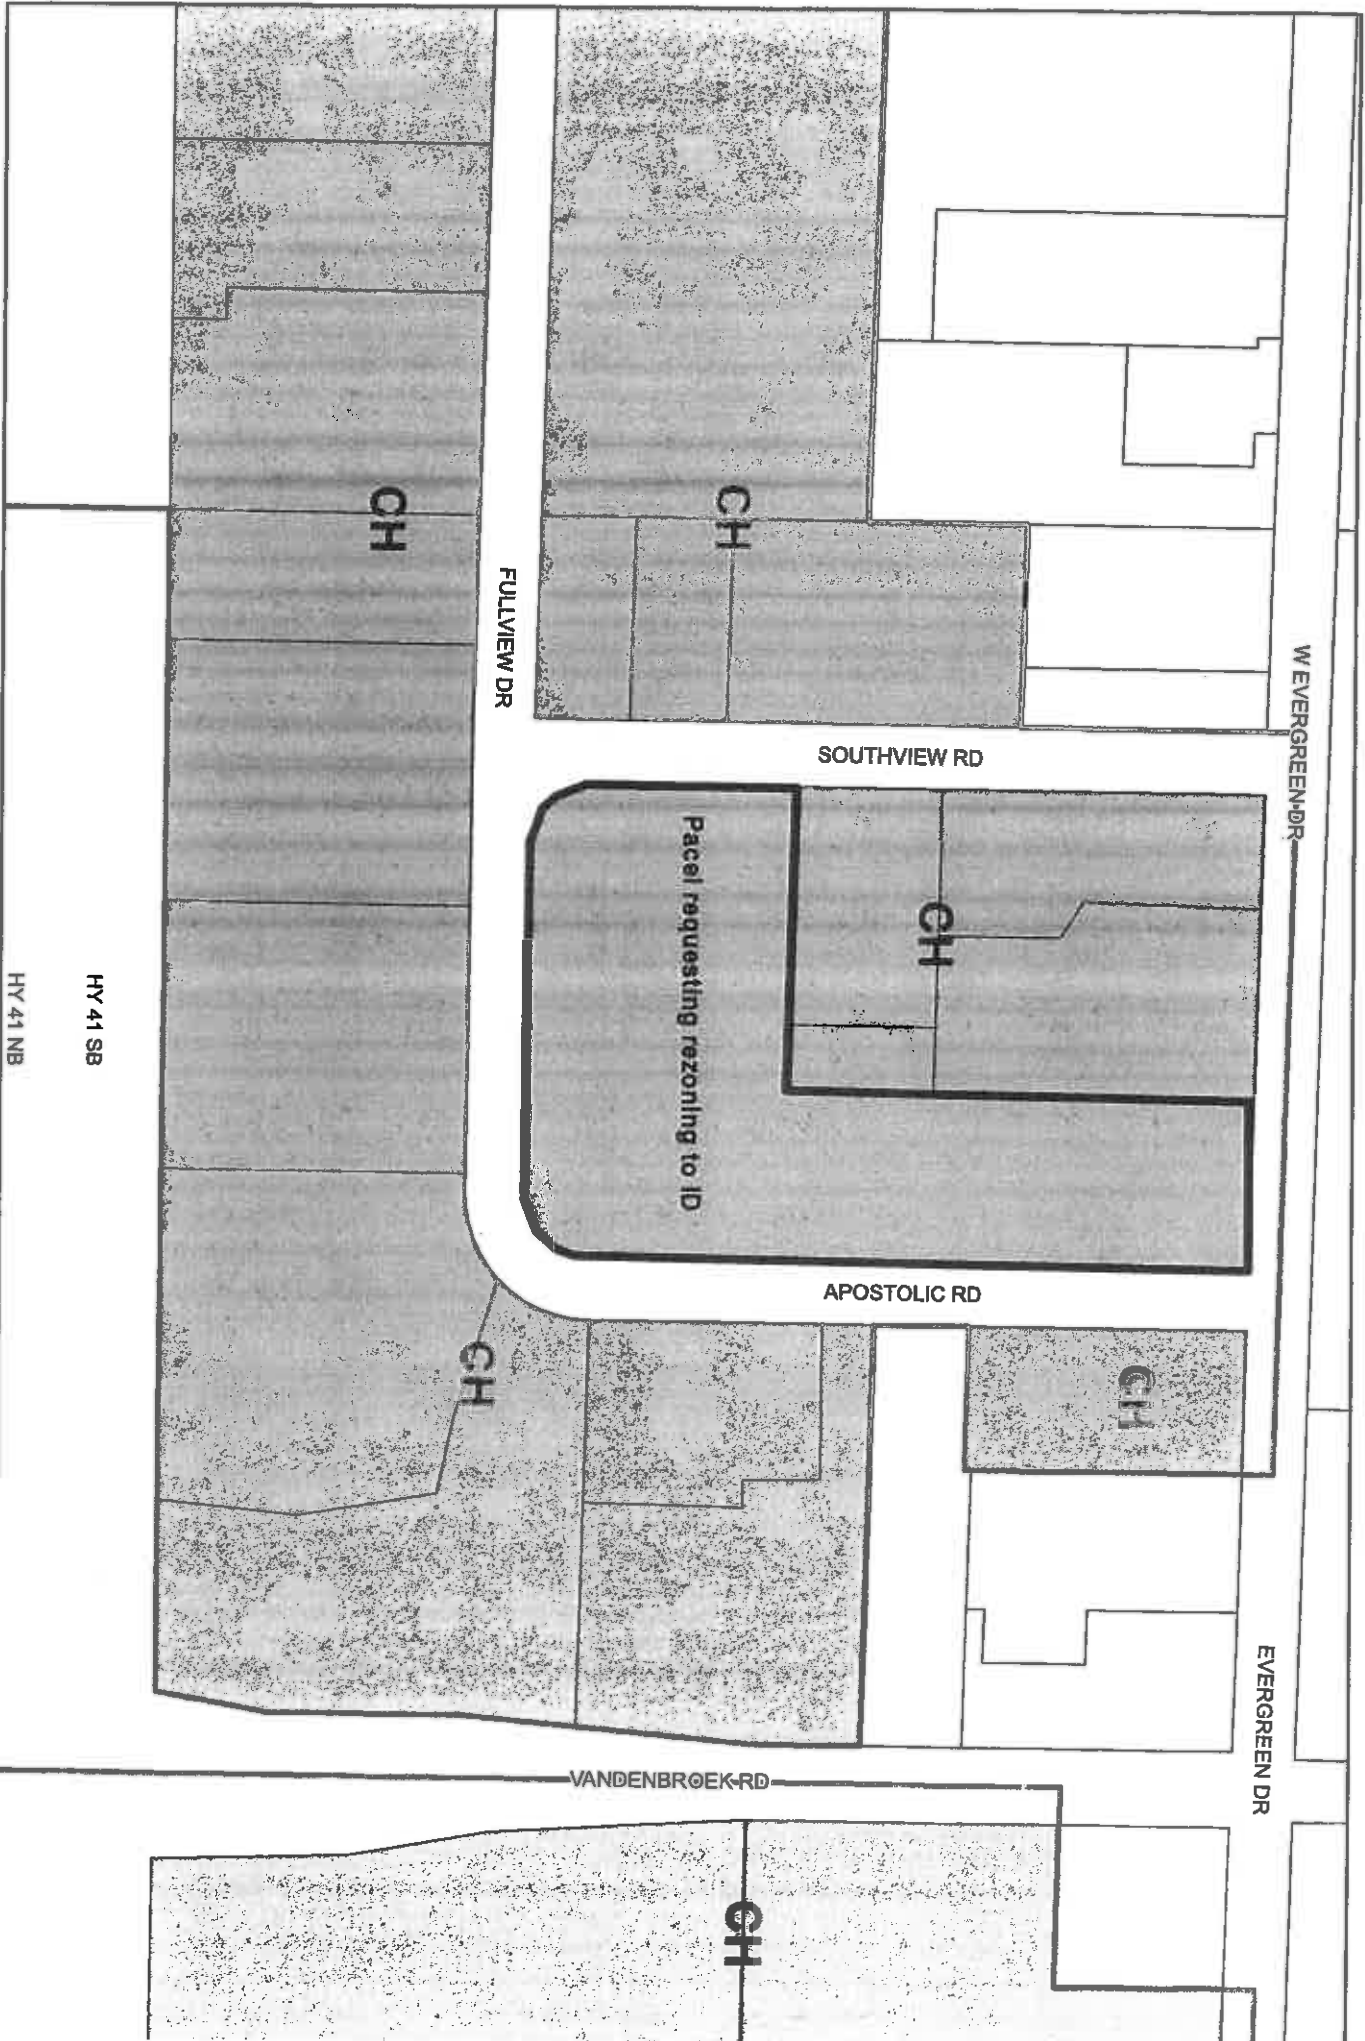 W EVERGREEN DR
EVERGREEN DR
SOUTHVIEW RD
APOSTOLIC RD
VANDENBROEK RD
FULLVIEW DR
CH
CH
CH
CH
CH
CH
Pacel requesting rezoning to ID
HY 41 SB
HY 41 NB